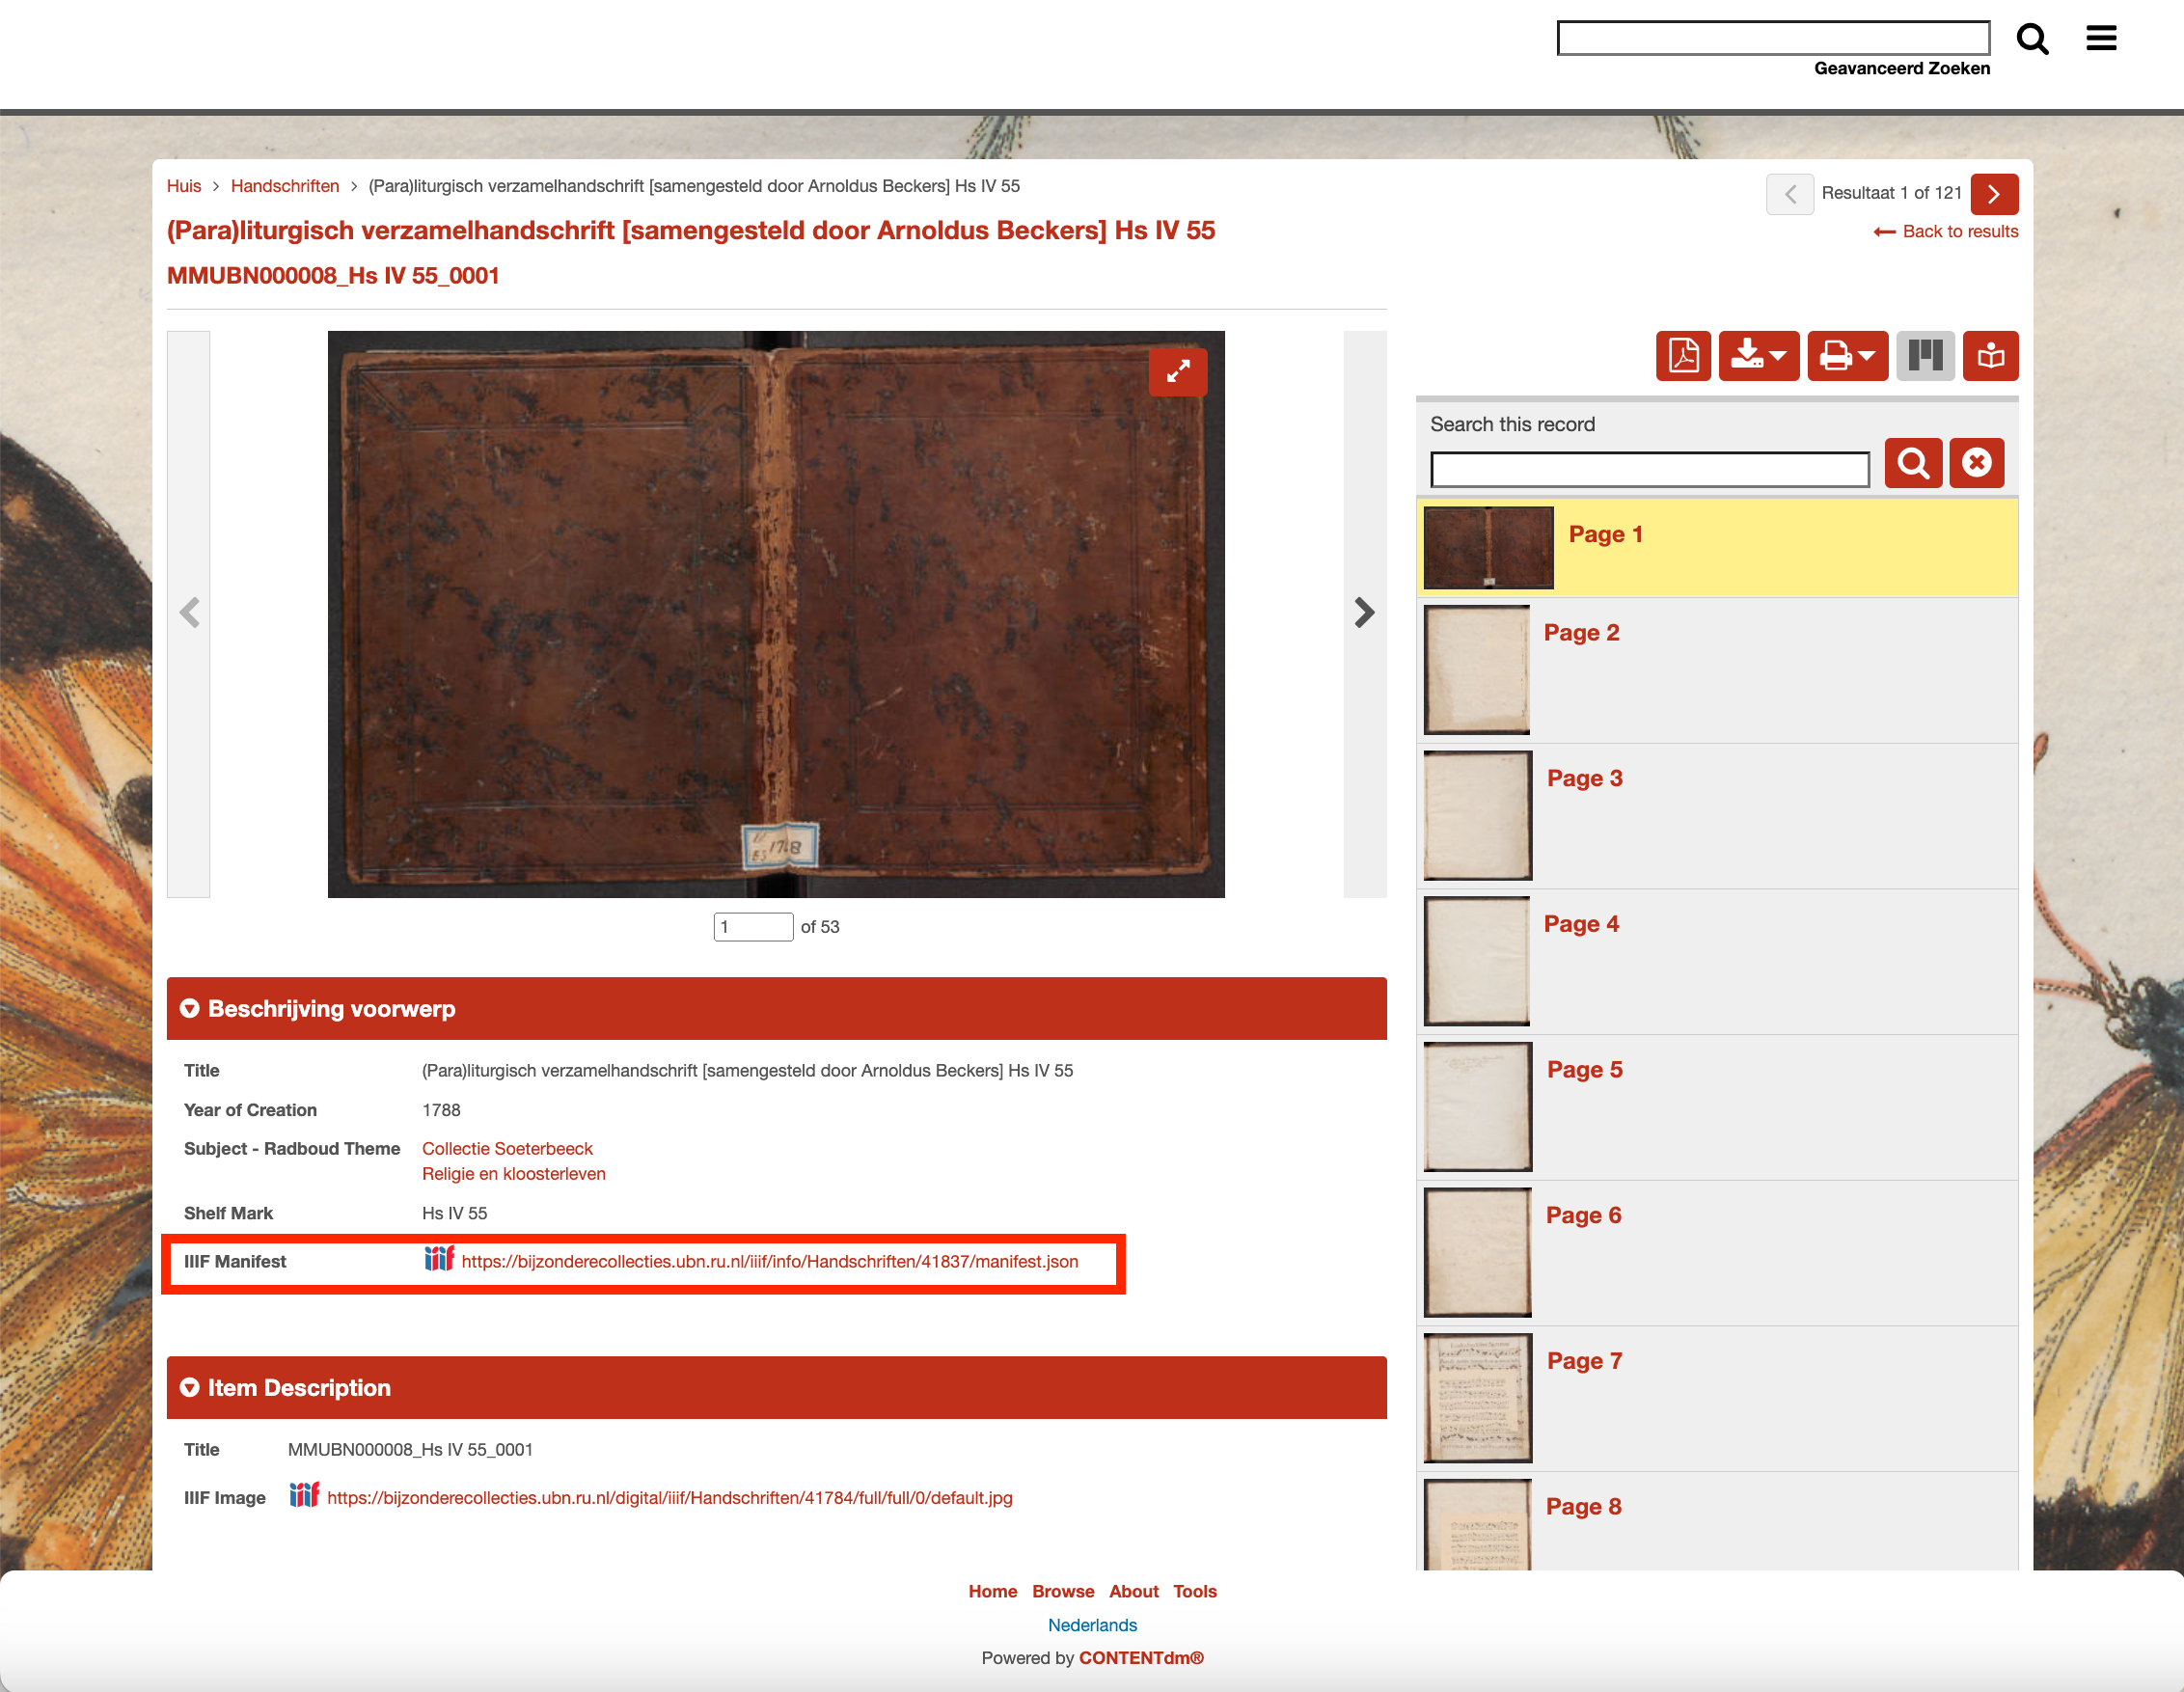 Geavanceerd Zoeken
Huis > Handschriften > (Para)liturgisch verzamelhandschrift [samengesteld door Arnoldus Beckers] Hs IV 55
Resultaat 1 of 121
(Para)liturgisch verzamelhandschrift [samengesteld door Arnoldus Beckers] Hs IV 55
Back to results
MMUBN000008_Hs IV 55_0001
Search this record
Page 1
Page 2
Page 3
Page 4
Page 5
Page 6
Page 7
Page 8
1 of 53
Beschrijving voorwerp
Title (Para)liturgisch verzamelhandschrift [samengesteld door Arnoldus Beckers] Hs IV 55
Year of Creation 1788
Subject - Radboud Theme Collectie Soeterbeeck
Religie en kloosterleven
Shelf Mark Hs IV 55
IIIF Manifest iiif https://bijzonderecollecties.ubn.ru.nl/iiif/info/Handschriften/41837/manifest.json
Item Description
Title MMUBN000008_Hs IV 55_0001
IIIF Image iiif https://bijzonderecollecties.ubn.ru.nl/digital/iiif/Handschriften/41784/full/full/0/default.jpg
Home Browse About Tools
Nederlands
Powered by CONTENTdm®